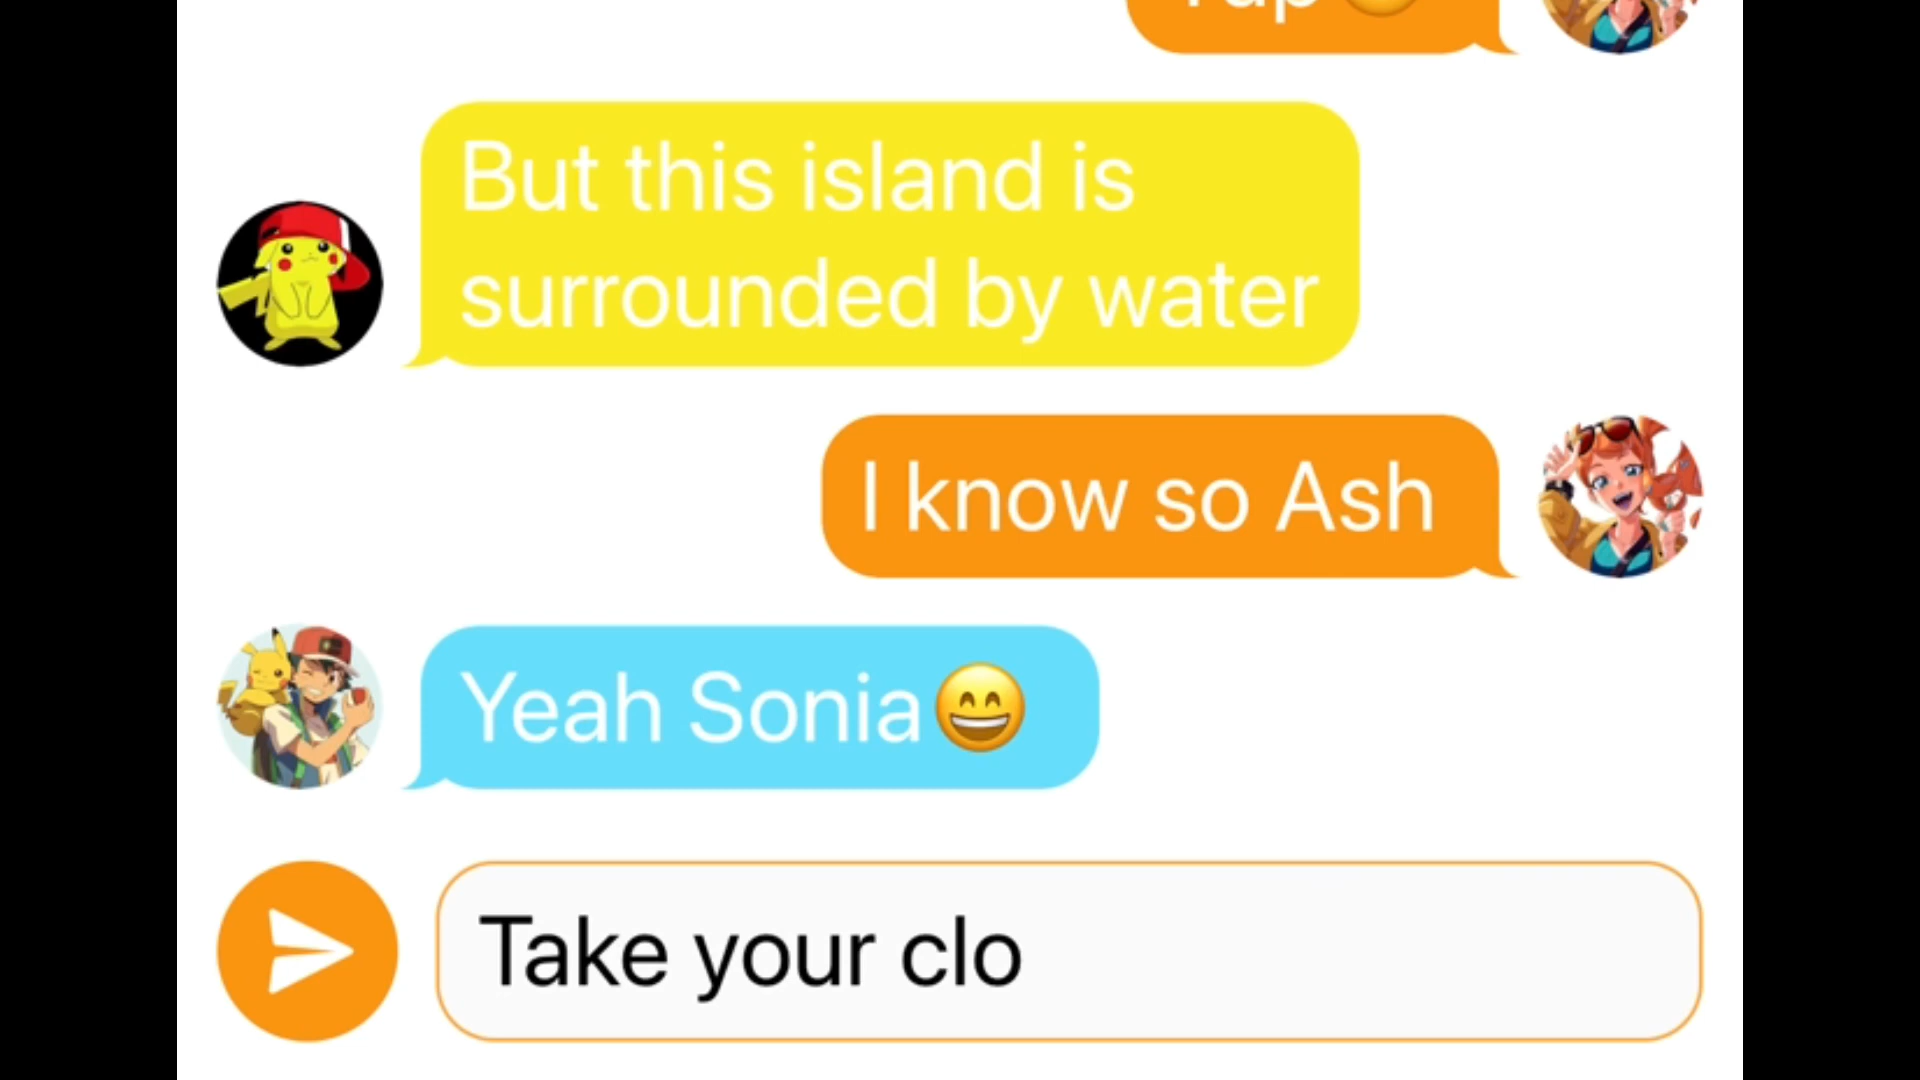 But this island is
surrounded by water
I know so Ash
Yeah Sonia😄
Take your clo